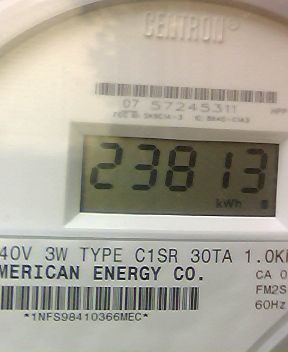 CENTRON
07 57245311
23813
kWh
40V 3W TYPE C1SR 30TA 1.0K
MERICAN ENERGY CO.
CA 0
FM2S
60Hz
*1NFS98410366MEC*